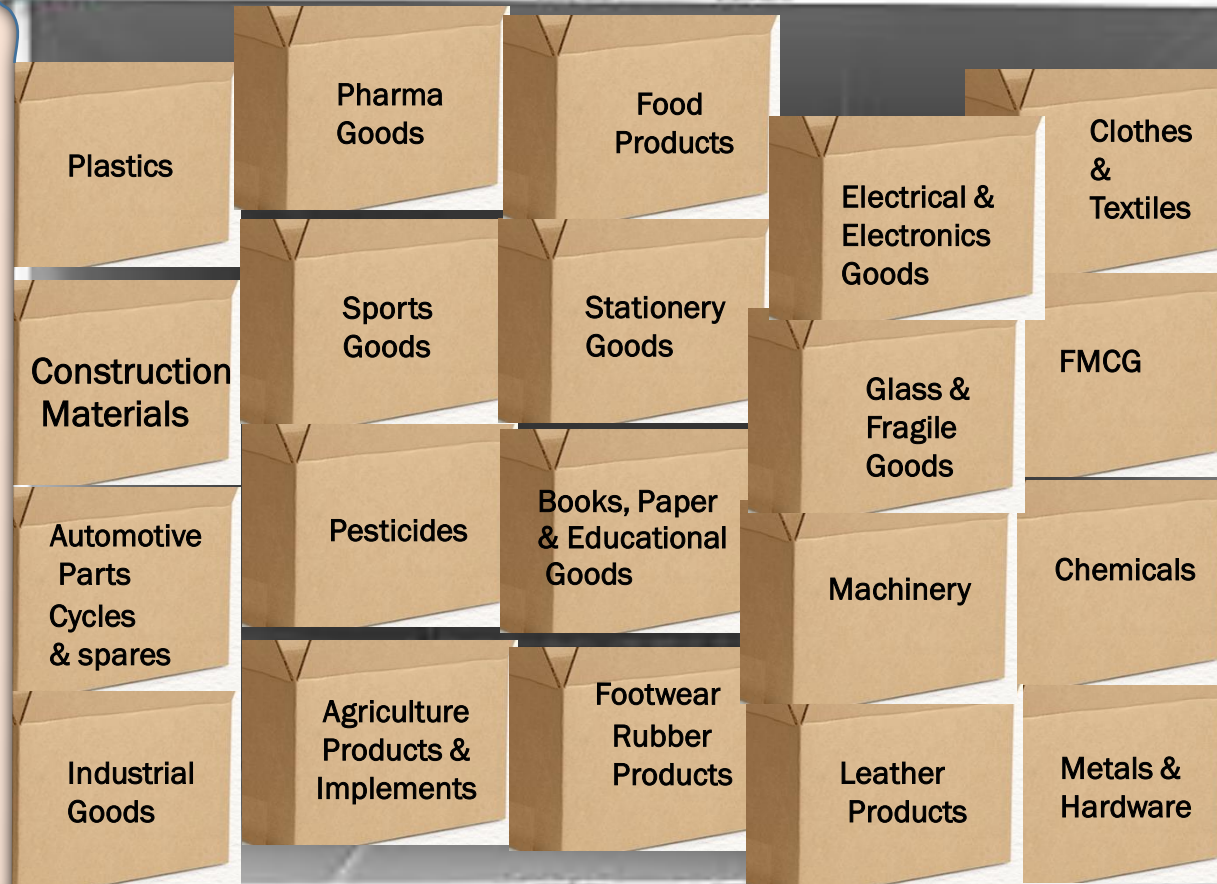 Plastics
Pharma
Goods
Food
Products
Electrical &
Electronics
Goods
Clothes
&
Textiles
Construction
Materials
Sports
Goods
Stationery
Goods
Glass &
Fragile
Goods
FMCG
Automotive
Parts
Cycles
& spares
Pesticides
Books, Paper
& Educational
Goods
Machinery
Chemicals
Industrial
Goods
Agriculture
Products &
Implements
Footwear
Rubber
Products
Leather
Products
Metals &
Hardware